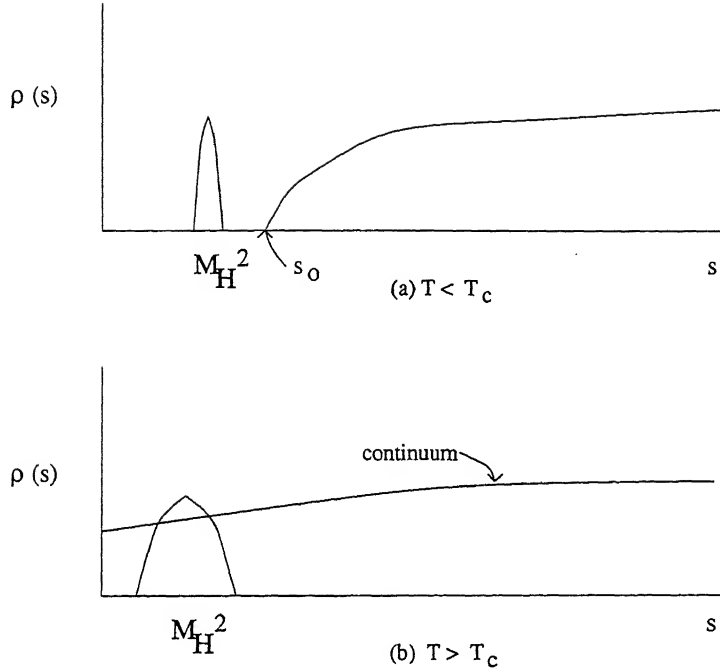 ρ (s)
M_H^2
s_o
(a) T < T_c
s
continuum
ρ (s)
M_H^2
s
(b) T > T_c